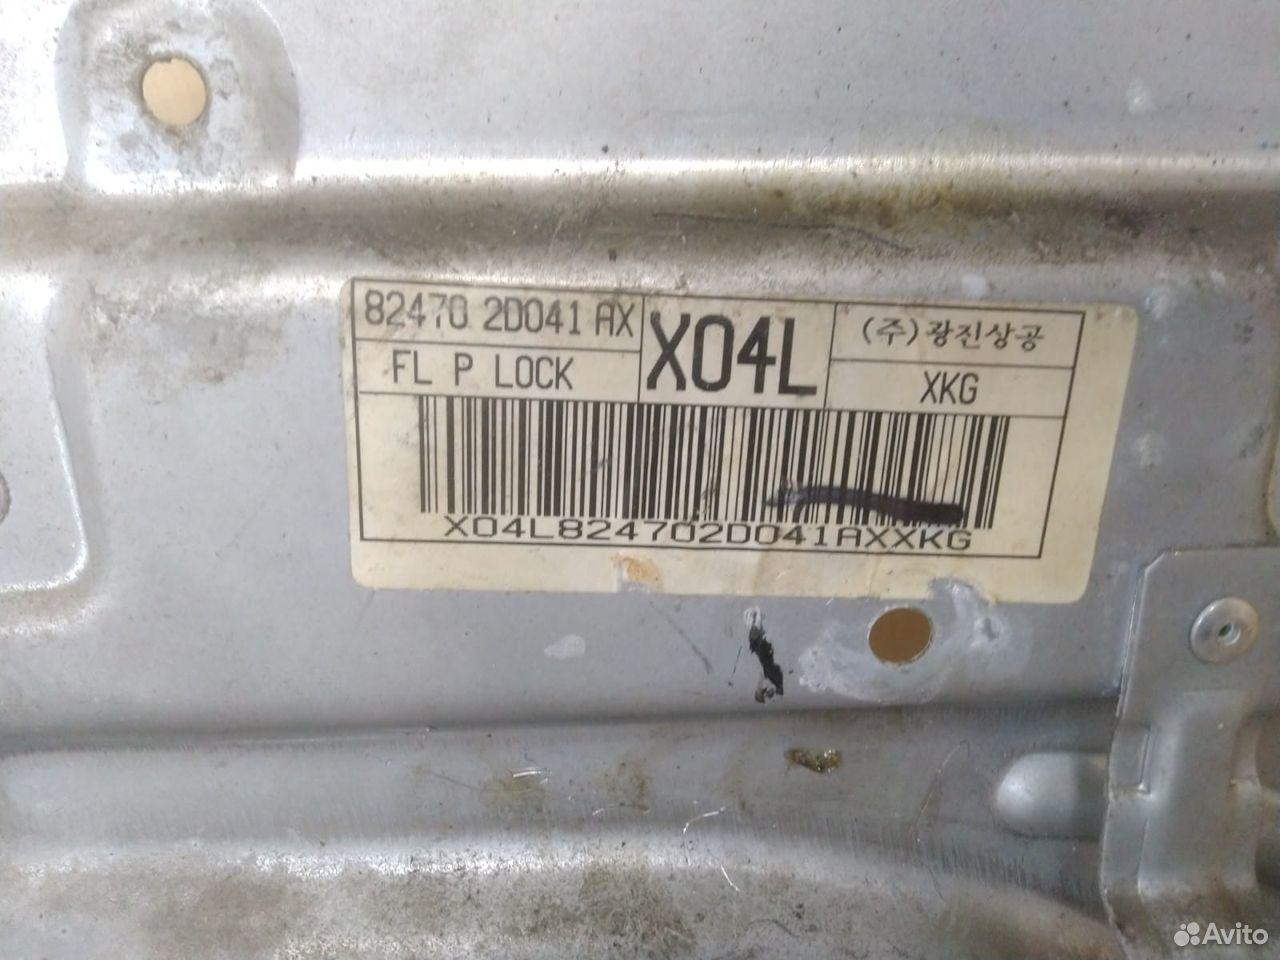 82470 2D041 AX
FL P LOCK
X04L
(주)광진상공
XKG
X04L824702D041AXXKG
Avito